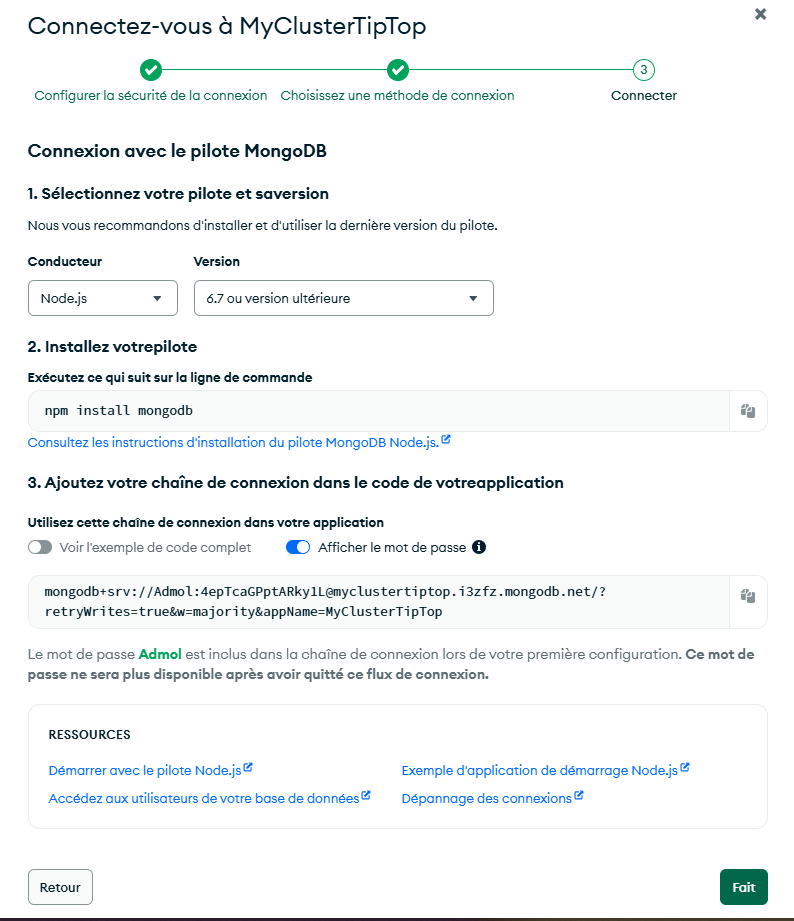 Connectez-vous à MyClusterTipTop
3
Configurer la sécurité de la connexion Choisissez une méthode de connexion Connecter
Connexion avec le pilote MongoDB
1. Sélectionnez votre pilote et saversion
Nous vous recommandons d'installer et d'utiliser la dernière version du pilote.
Conducteur Version
Node.js 6.7 ou version ultérieure
2. Installez votrepilote
Exécutez ce qui suit sur la ligne de commande
npm install mongodb
Consultez les instructions d'installation du pilote MongoDB Node.js.
3. Ajoutez votre chaîne de connexion dans le code de votreapplication
Utilisez cette chaîne de connexion dans votre application
Voir l'exemple de code complet Afficher le mot de passe
mongodb+srv://Admol:4epTcaGPptARky1L@myclustertiptop.i3zfz.mongodb.net/?
retryWrites=true&w=majority&appName=MyClusterTipTop
Le mot de passe Admol est inclus dans la chaîne de connexion lors de votre première configuration. Ce mot de
passe ne sera plus disponible après avoir quitté ce flux de connexion.
RESSOURCES
Démarrer avec le pilote Node.js Exemple d'application de démarrage Node.js
Accédez aux utilisateurs de votre base de données Dépannage des connexions
Retour Fait